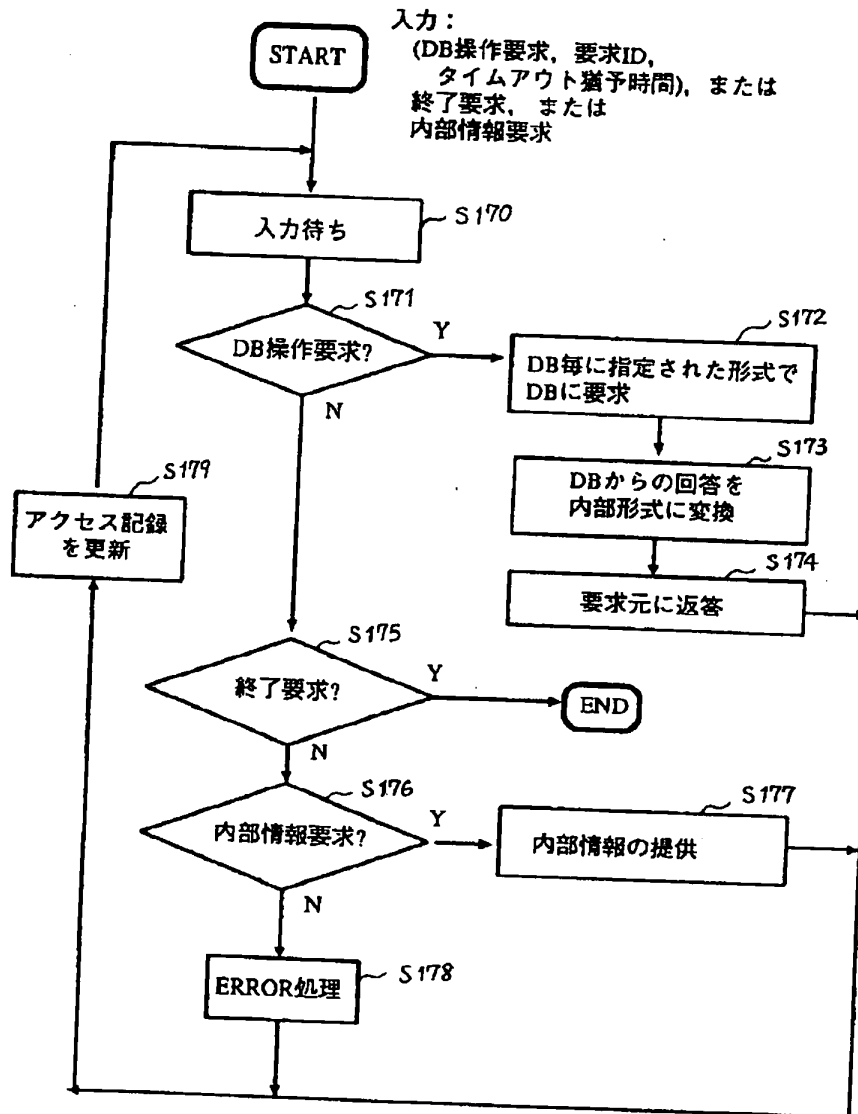 入力：
(DB操作要求, 要求ID,
タイムアウト猶予時間), または
終了要求, または
内部情報要求
START
入力待ち
S170
S171
DB操作要求?
Y
N
S172
DB毎に指定された形式で
DBに要求
S173
DBからの回答を
内部形式に変換
S174
要求元に返答
S179
アクセス記録
を更新
S175
終了要求?
Y
N
END
S176
内部情報要求?
Y
N
S177
内部情報の提供
S178
ERROR処理